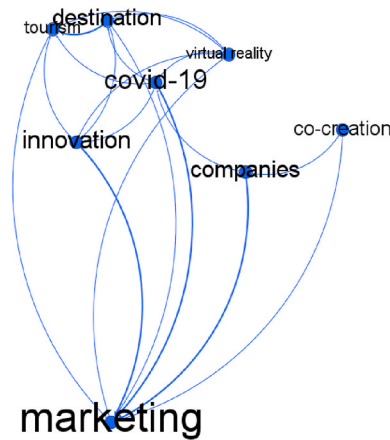 destination
tourism
virtual reality
covid-19
co-creation
innovation
companies
marketing